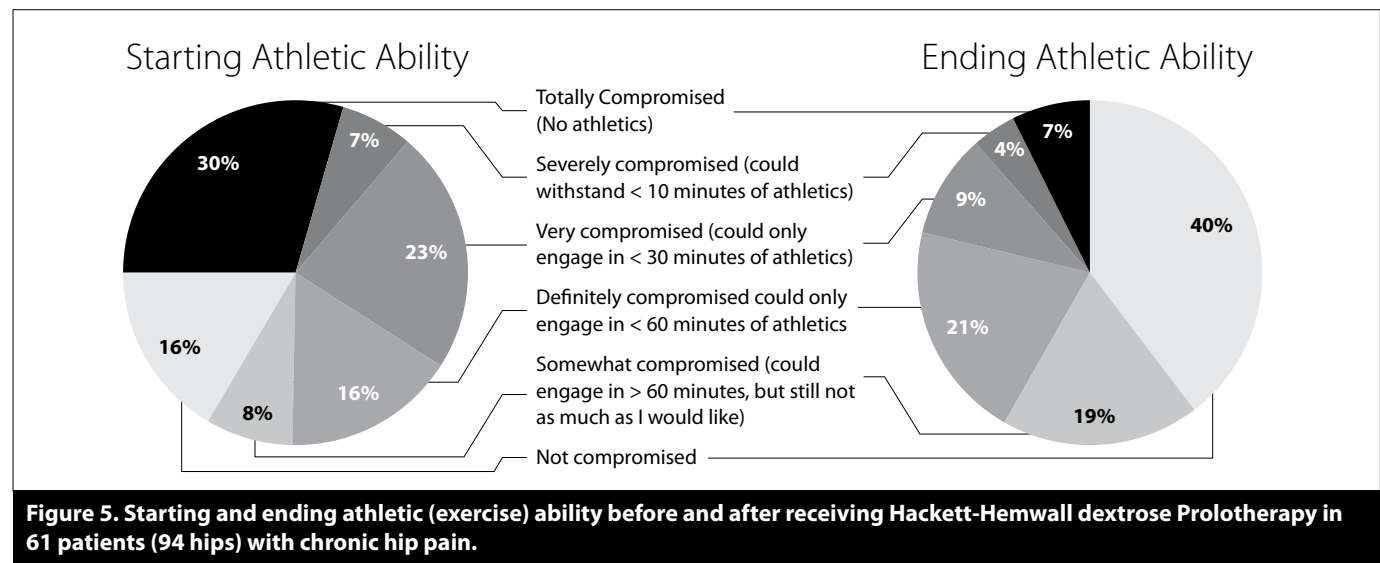 Starting Athletic Ability
Ending Athletic Ability
30%
7%
23%
16%
8%
16%
Totally Compromised
(No athletics)
Severely compromised (could
withstand < 10 minutes of athletics)
Very compromised (could only
engage in < 30 minutes of athletics)
Definitely compromised could only
engage in < 60 minutes of athletics
Somewhat compromised (could
engage in > 60 minutes, but still not
as much as I would like)
Not compromised
7%
4%
9%
21%
19%
40%
Figure 5. Starting and ending athletic (exercise) ability before and after receiving Hackett-Hemwall dextrose Prolotherapy in
61 patients (94 hips) with chronic hip pain.